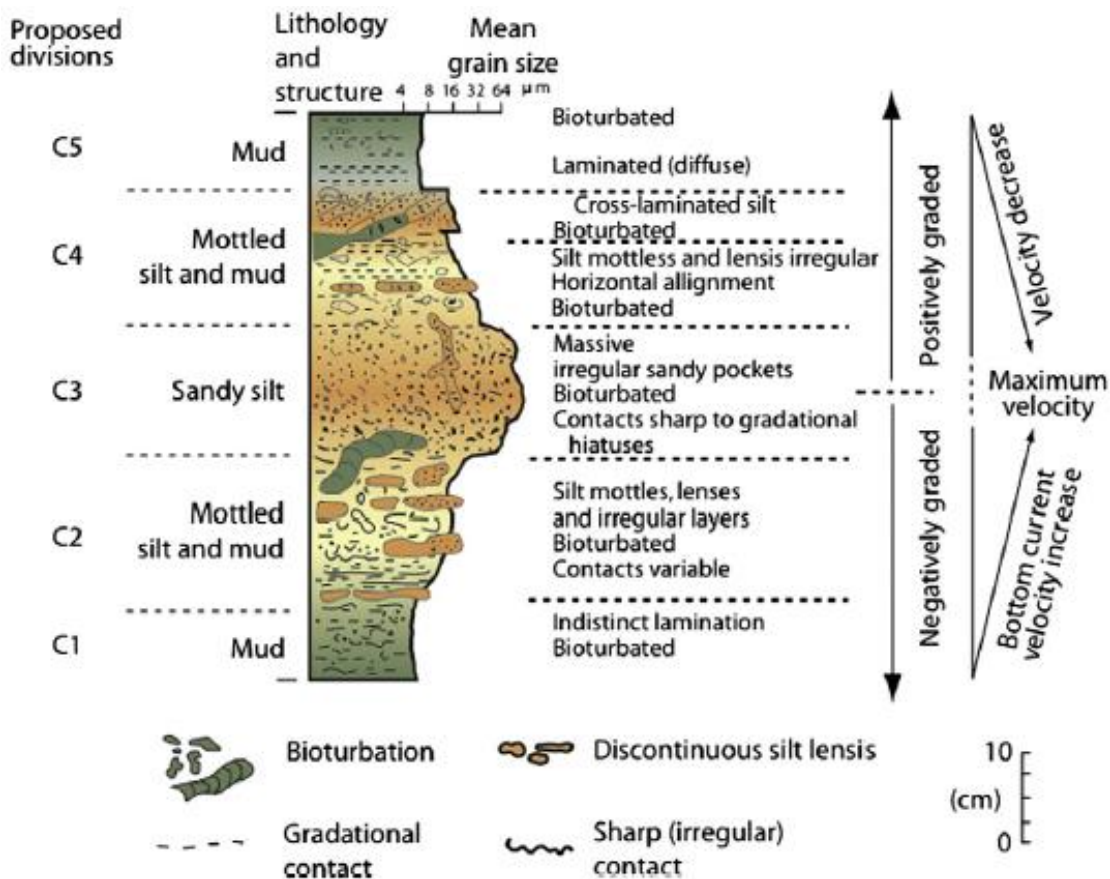 Proposed
divisions
Lithology
and
structure
Mean
grain size
4 8 16 32 64 µm
C5
Mud
Bioturbated
Laminated (diffuse)
C4
Mottled
silt and mud
Cross-laminated silt
Bioturbated
Silt mottless and lensis irregular
Horizontal allignment
Bioturbated
C3
Sandy silt
Massive
irregular sandy pockets
Bioturbated
Contacts sharp to gradational
hiatuses
C2
Mottled
silt and mud
Silt mottles, lenses
and irregular layers
Bioturbated
Contacts variable
C1
Mud
Indistinct lamination
Bioturbated
Positively graded
Negatively graded
Velocity decrease
Maximum
velocity
Bottom current
velocity increase
Bioturbation
Discontinuous silt lensis
Gradational
contact
Sharp (irregular)
contact
10
(cm)
0